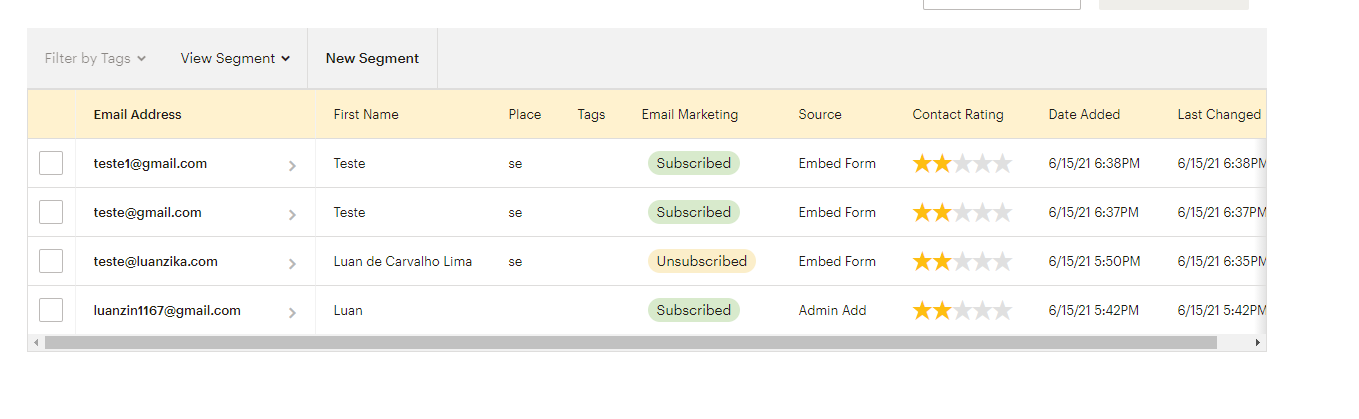 Filter by Tags View Segment New Segment
Email Address First Name Place Tags Email Marketing Source Contact Rating Date Added Last Changed
teste1@gmail.com Teste se Subscribed Embed Form 6/15/21 6:38PM 6/15/21 6:38PM
teste@gmail.com Teste se Subscribed Embed Form 6/15/21 6:37PM 6/15/21 6:37PM
teste@luanzika.com Luan de Carvalho Lima se Unsubscribed Embed Form 6/15/21 5:50PM 6/15/21 6:35PM
luanzin1167@gmail.com Luan Subscribed Admin Add 6/15/21 5:42PM 6/15/21 5:42PM